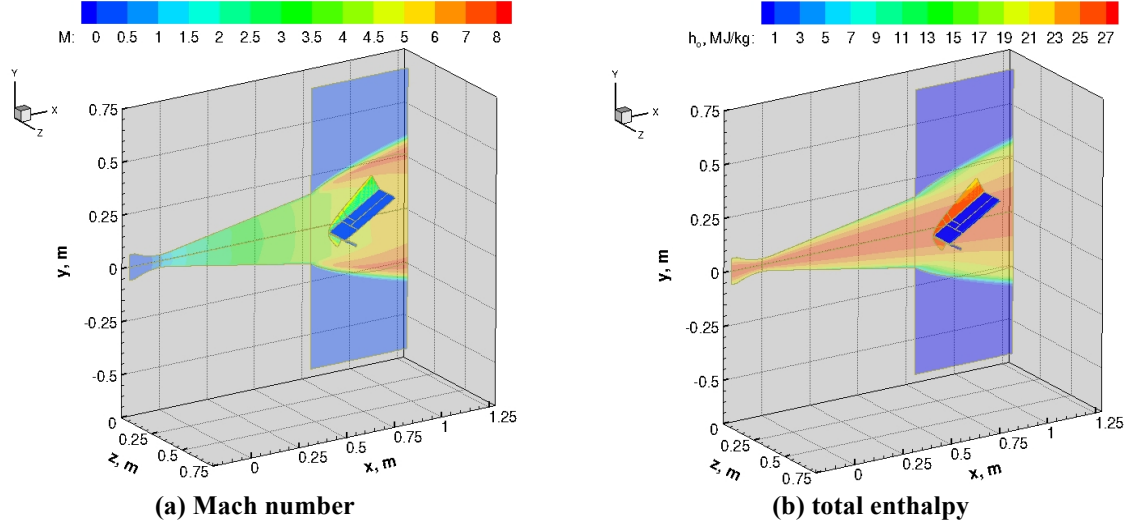 M: 0 0.5 1 1.5 2 2.5 3 3.5 4 4.5 5 6 7 8
Y
X
Z
0.75
0.5
0.25
0
-0.25
-0.5
y, m
0
0.25
0.5
0.75
z, m
0 0.25 0.5 0.75 1 1.25
x, m
(a) Mach number
h₀, MJ/kg: 1 3 5 7 9 11 13 15 17 19 21 23 25 27
Y
X
Z
0.75
0.5
0.25
0
-0.25
-0.5
y, m
0
0.25
0.5
0.75
z, m
0 0.25 0.5 0.75 1 1.25
x, m
(b) total enthalpy